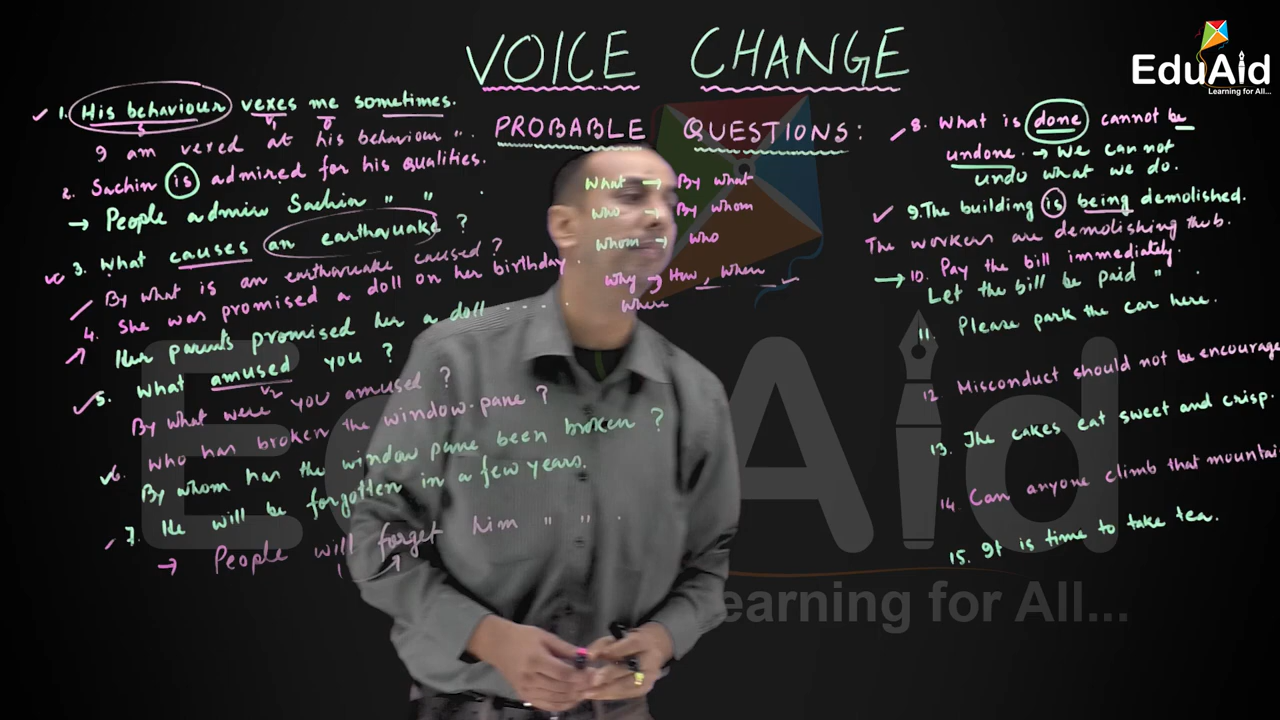 VOICE CHANGE
EduAid
Learning for All...
PROBABLE QUESTIONS:
1. His behaviour vexes me sometimes.
S V O
I am vexed at his behaviour " .
2. Sachin is admired for his qualities.
→ People admire Sachin " " .
3. What causes an earthquake ?
By what is an earthquake caused ?
4. She was promised a doll on her birthday.
Her parents promised her a doll . . . .
5. What amused you ?
V2
By what were you amused ?
6. Who has broken the window-pane ?
By whom has the window pane been broken ?
7. He will be forgotten in a few years.
→ People will forget him " " .
What → By what
Who → By whom
Whom → Who
Why → How, When
Where
8. What is done cannot be
undone. → We can not
undo what we do.
9. The building is being demolished.
The workers are demolishing the b.
10. Pay the bill immediately.
→ Let the bill be paid " .
11. Please park the car here.
12. Misconduct should not be encourage
13. The cakes eat sweet and crisp.
14. Can anyone climb that mountai
15. It is time to take tea.
Ed Aid
earning for All...